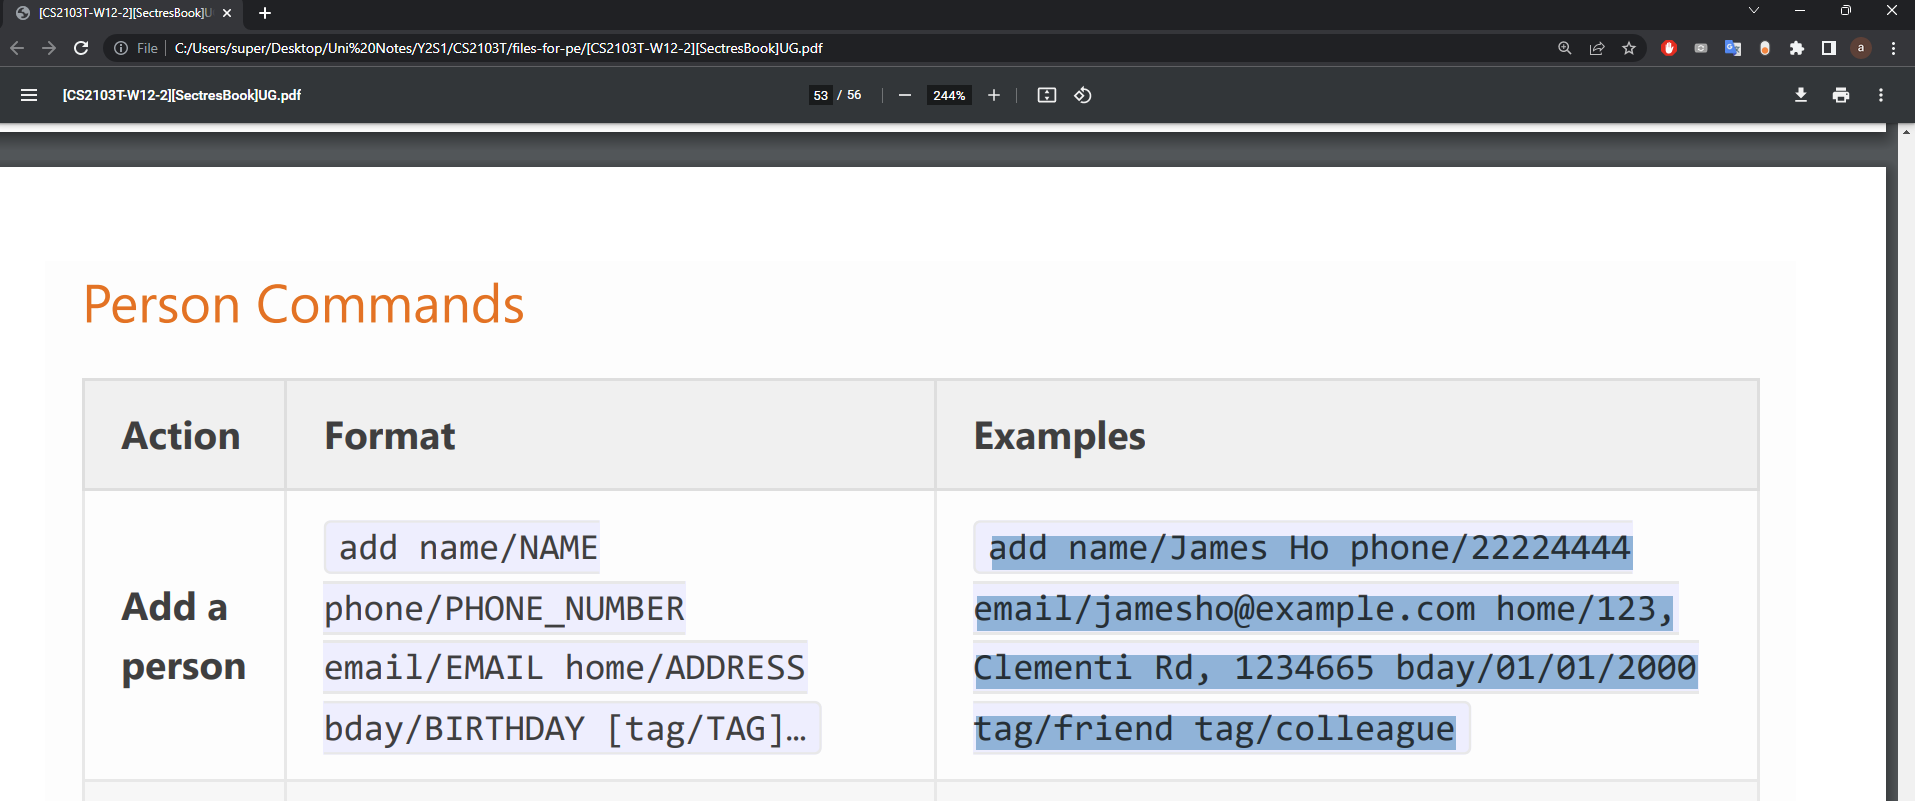 [CS2103T-W12-2][SectresBook]U
File C:/Users/super/Desktop/Uni%20Notes/Y2S1/CS2103T/files-for-pe/[CS2103T-W12-2][SectresBook]UG.pdf a
[CS2103T-W12-2][SectresBook]UG.pdf 53 / 56 244%
Person Commands
Action Format Examples
Add a person
add name/NAME
phone/PHONE_NUMBER
email/EMAIL home/ADDRESS
bday/BIRTHDAY [tag/TAG]…
add name/James Ho phone/22224444
email/jamesho@example.com home/123,
Clementi Rd, 1234665 bday/01/01/2000
tag/friend tag/colleague